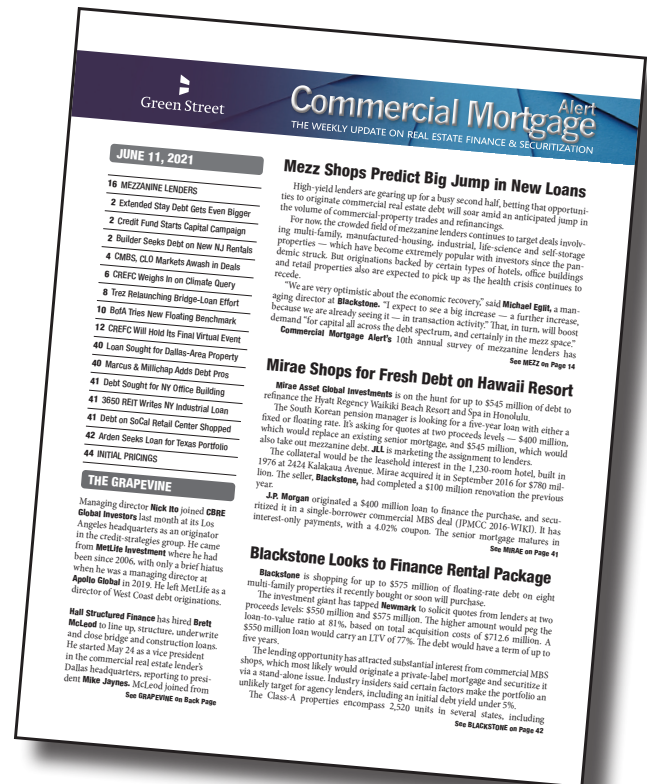 Green Street
Commercial Mortgage
Alert
THE WEEKLY UPDATE ON REAL ESTATE FINANCE & SECURITIZATION
JUNE 11, 2021
16 MEZZANINE LENDERS
2 Extended Stay Debt Gets Even Bigger
2 Credit Fund Starts Capital Campaign
2 Builder Seeks Debt on New NJ Rentals
4 CMBS, CLO Markets Awash in Deals
6 CREFC Weighs In on Climate Query
8 Trez Relaunching Bridge-Loan Effort
10 BofA Tries New Floating Benchmark
12 CREFC Will Hold Its Final Virtual Event
40 Loan Sought for Dallas-Area Property
40 Marcus & Millichap Adds Debt Pros
41 Debt Sought for NY Office Building
41 3650 REIT Writes NY Industrial Loan
41 Debt on SoCal Retail Center Shopped
42 Arden Seeks Loan for Texas Portfolio
44 INITIAL PRICINGS
THE GRAPEVINE
Managing director Nick Ito joined CBRE
Global Investors last month at its Los
Angeles headquarters as an originator
in the credit-strategies group. He came
from MetLife Investment where he had
been since 2006, with only a brief hiatus
when he was a managing director at
Apollo Global in 2019. He left MetLife as a
director of West Coast debt originations.
Hall Structured Finance has hired Brett
McLeod to line up, structure, underwrite
and close bridge and construction loans.
He started May 24 as a vice president
in the commercial real estate lender's
Dallas headquarters, reporting to presi-
dent Mike Jaynes. McLeod joined from
See GRAPEVINE on Back Page
Mezz Shops Predict Big Jump in New Loans
High-yield lenders are gearing up for a busy second half, betting that opportuni-
ties to originate commercial real estate debt will soar amid an anticipated jump in
the volume of commercial-property trades and refinancings.
For now, the crowded field of mezzanine lenders continues to target deals involv-
ing multi-family, manufactured-housing, industrial, life-science and self-storage
properties — which have become extremely popular with investors since the pan-
demic struck. But originations backed by certain types of hotels, office buildings
and retail properties also are expected to pick up as the health crisis continues to
recede.
"We are very optimistic about the economic recovery," said Michael Eglit, a man-
aging director at Blackstone. "I expect to see a big increase — a further increase,
because we are already seeing it — in transaction activity." That, in turn, will boost
demand "for capital all across the debt spectrum, and certainly in the mezz space."
Commercial Mortgage Alert's 10th annual survey of mezzanine lenders has
See MEZZ on Page 14
Mirae Shops for Fresh Debt on Hawaii Resort
Mirae Asset Global Investments is on the hunt for up to $545 million of debt to
refinance the Hyatt Regency Waikiki Beach Resort and Spa in Honolulu.
The South Korean pension manager is looking for a five-year loan with either a
fixed or floating rate. It's asking for quotes at two proceeds levels — $400 million,
which would replace an existing senior mortgage, and $545 million, which would
also take out mezzanine debt. JLL is marketing the assignment to lenders.
The collateral would be the leasehold interest in the 1,230-room hotel, built in
1976 at 2424 Kalakaua Avenue. Mirae acquired it in September 2016 for $780 mil-
lion. The seller, Blackstone, had completed a $100 million renovation the previous
year.
J.P. Morgan originated a $400 million loan to finance the purchase, and secu-
ritized it in a single-borrower commercial MBS deal (JPMCC 2016-WIKI). It has
interest-only payments, with a 4.02% coupon. The senior mortgage matures in
See MIRAE on Page 41
Blackstone Looks to Finance Rental Package
Blackstone is shopping for up to $575 million of floating-rate debt on eight
multi-family properties it recently bought or soon will purchase.
The investment giant has tapped Newmark to solicit quotes from lenders at two
proceeds levels: $550 million and $575 million. The higher amount would peg the
loan-to-value ratio at 81%, based on total acquisition costs of $712.6 million. A
$550 million loan would carry an LTV of 77%. The debt would have a term of up to
five years.
The lending opportunity has attracted substantial interest from commercial MBS
shops, which most likely would originate a private-label mortgage and securitize it
via a stand-alone issue. Industry insiders said certain factors make the portfolio an
unlikely target for agency lenders, including an initial debt yield under 5%.
The Class-A properties encompass 2,520 units in several states, including
See BLACKSTONE on Page 42